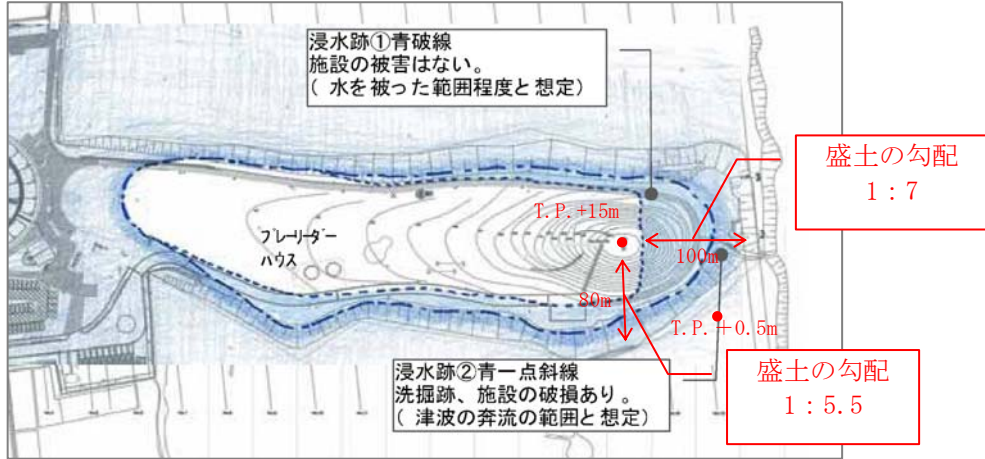 浸水跡①青破線
施設の被害はない。
( 水を被った範囲程度と想定)
盛土の勾配
1：7
T.P.+15m
プレーリーダー
ハウス
100m
80m
T.P.＋0.5m
浸水跡②青一点斜線
洗掘跡、施設の破損あり。
( 津波の奔流の範囲と想定)
盛土の勾配
1：5.5